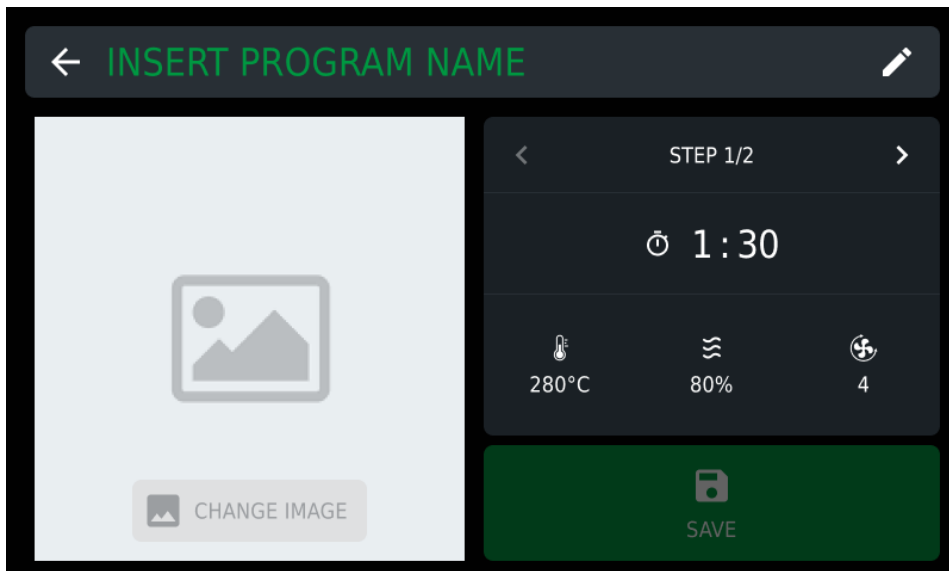 INSERT PROGRAM NAME
STEP 1/2
1:30
280°C 80% 4
CHANGE IMAGE
SAVE